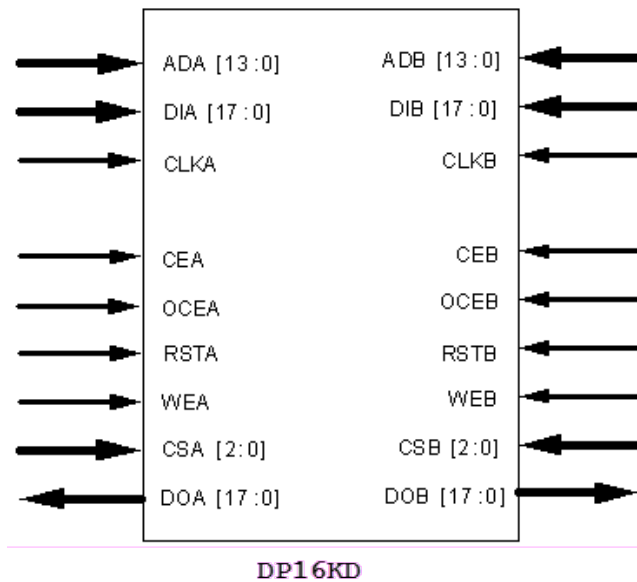 ADA [13:0] ADB [13:0]
DIA [17:0] DIB [17:0]
CLKA CLKB
CEA CEB
OCEA OCEB
RSTA RSTB
WEA WEB
CSA [2:0] CSB [2:0]
DOA [17:0] DOB [17:0]
DP16KD